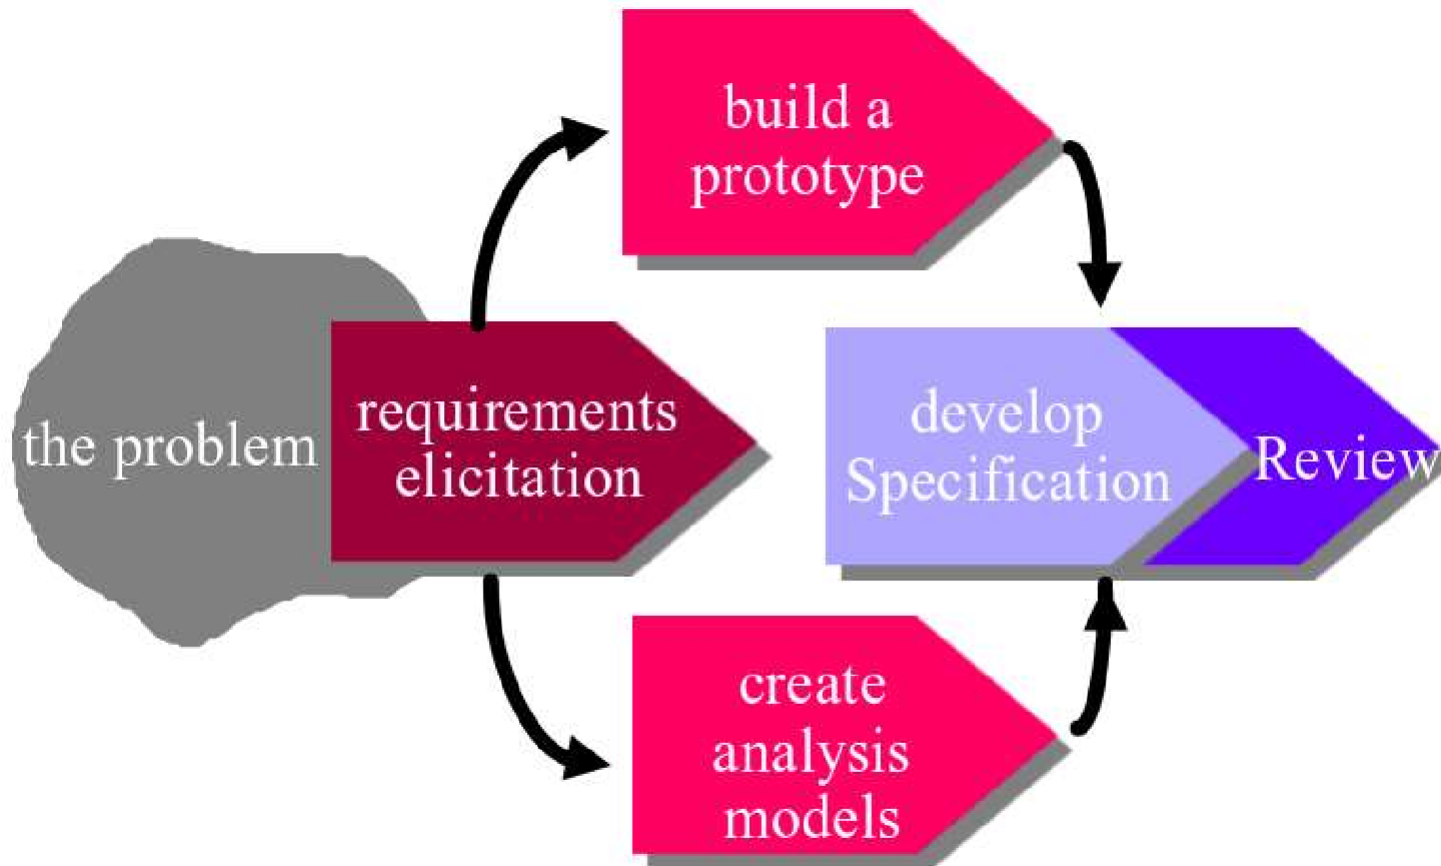 build a
prototype
the problem
requirements
elicitation
develop
Specification
Review
create
analysis
models